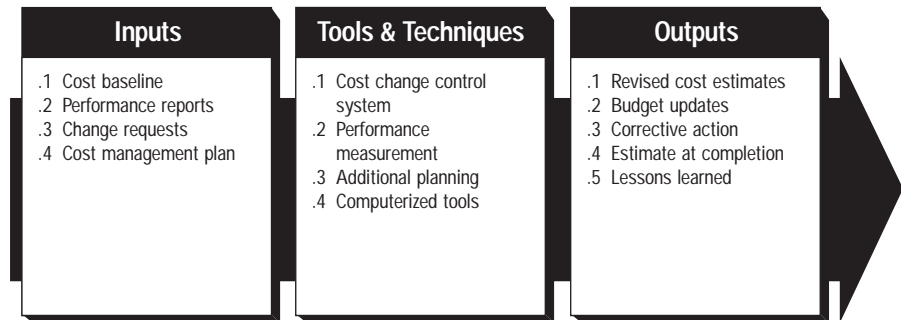 Inputs
.1 Cost baseline
.2 Performance reports
.3 Change requests
.4 Cost management plan
Tools & Techniques
.1 Cost change control
system
.2 Performance
measurement
.3 Additional planning
.4 Computerized tools
Outputs
.1 Revised cost estimates
.2 Budget updates
.3 Corrective action
.4 Estimate at completion
.5 Lessons learned